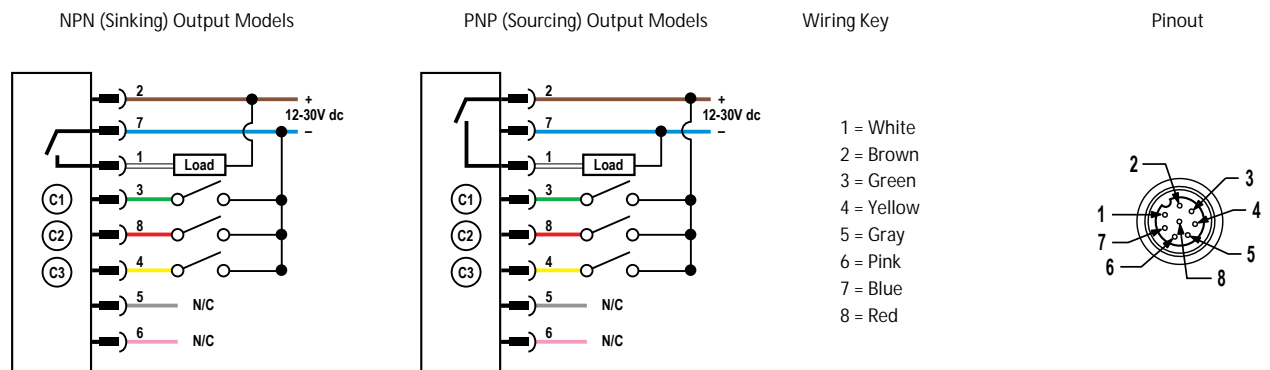 NPN (Sinking) Output Models
2
+
12-30V dc
7
–
1
Load
C1
3
C2
8
C3
4
5
N/C
6
N/C
PNP (Sourcing) Output Models
2
+
12-30V dc
7
–
1
Load
C1
3
C2
8
C3
4
5
N/C
6
N/C
Wiring Key
1 = White
2 = Brown
3 = Green
4 = Yellow
5 = Gray
6 = Pink
7 = Blue
8 = Red
Pinout
2
3
1
4
7
5
6
8